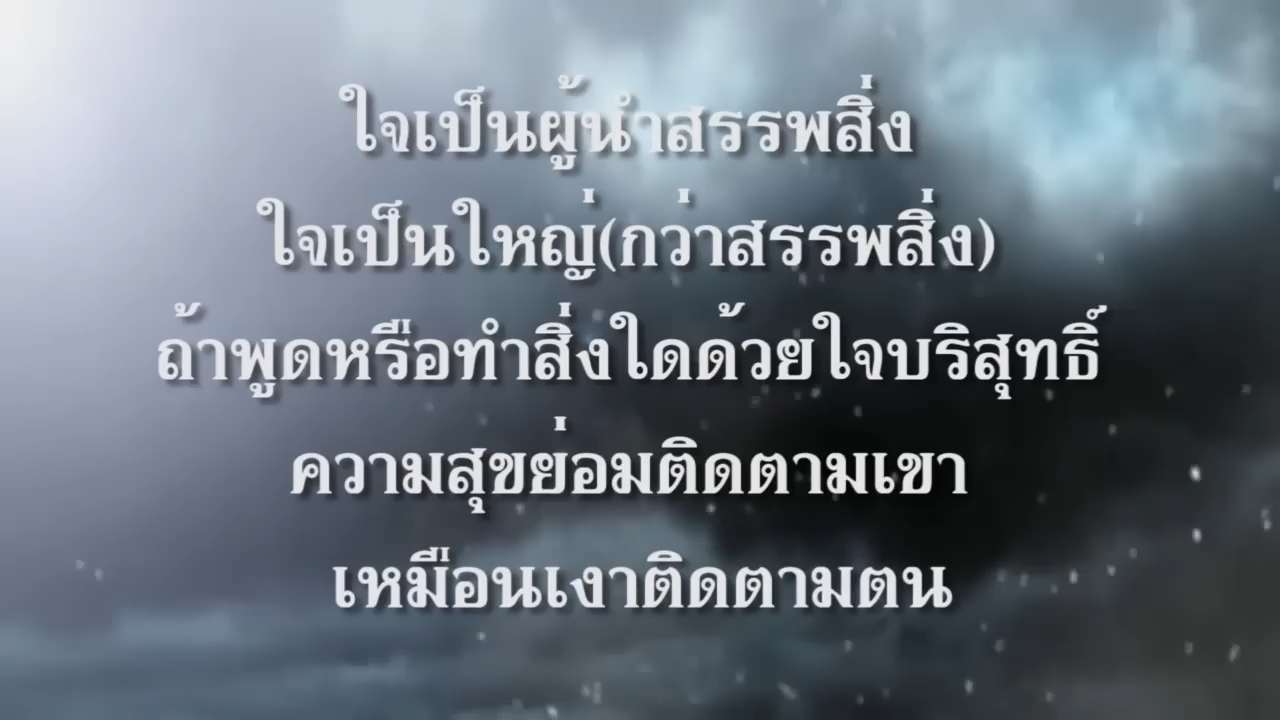 ใจเป็นผู้นำสรรพสิ่ง
ใจเป็นใหญ่(กว่าสรรพสิ่ง)
ถ้าพูดหรือทำสิ่งใดด้วยใจบริสุทธิ์
ความสุขย่อมติดตามเขา
เหมือนเงาติดตามตน